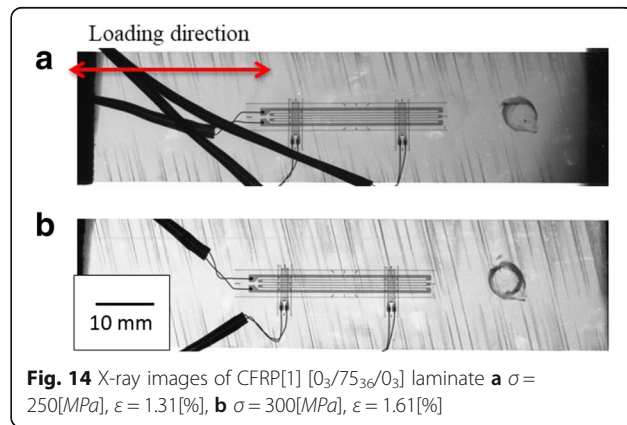 Loading direction
a
b
10 mm
Fig. 14 X-ray images of CFRP[1] [0₃/75₃₆/0₃] laminate a σ =
250[MPa], ε = 1.31[%], b σ = 300[MPa], ε = 1.61[%]